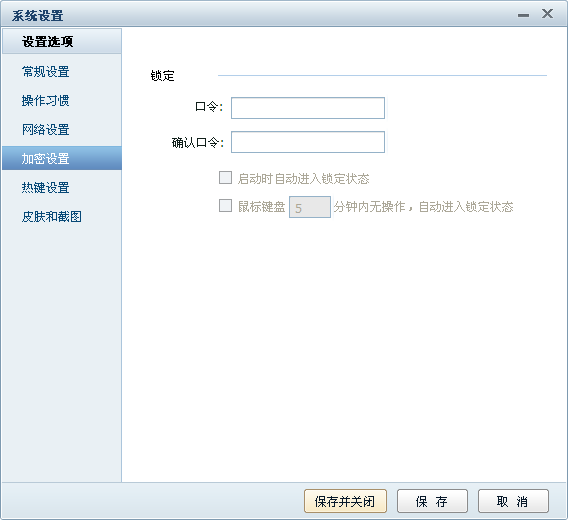 系统设置
设置选项
常规设置
操作习惯
网络设置
加密设置
热键设置
皮肤和截图
锁定
口令:
确认口令:
启动时自动进入锁定状态
鼠标键盘 5 分钟内无操作，自动进入锁定状态
保存并关闭 保 存 取 消